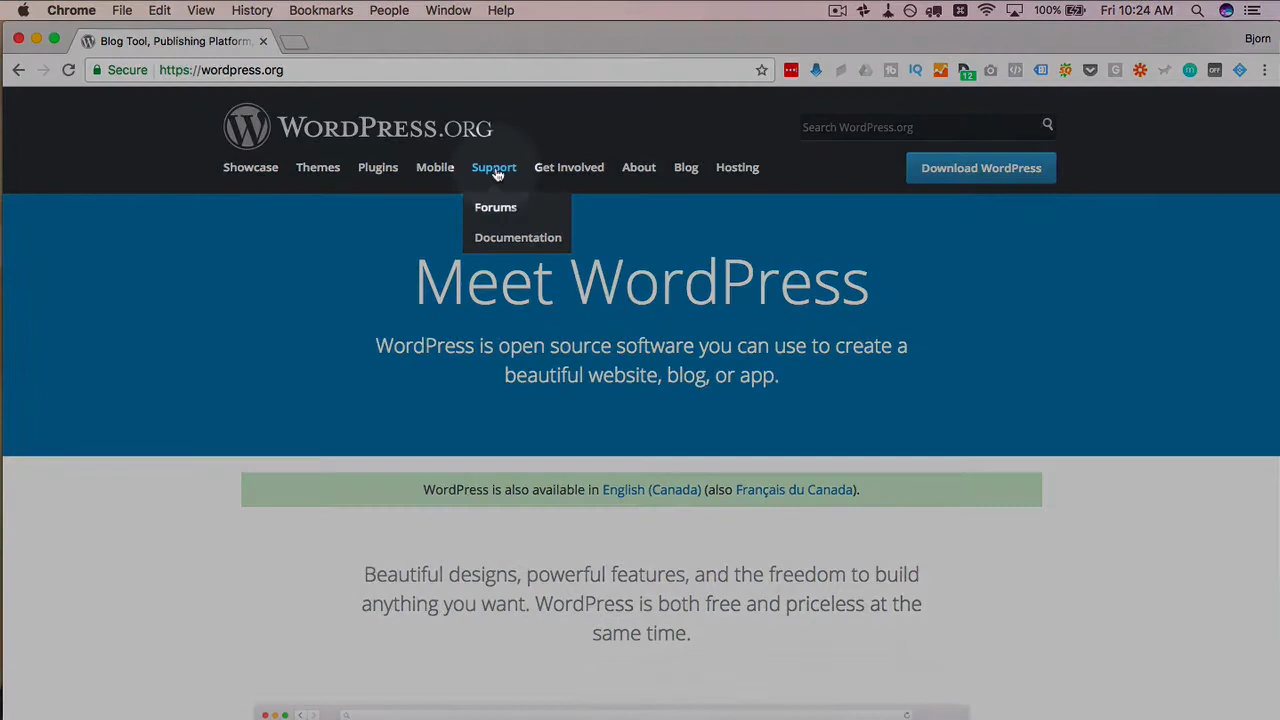 Chrome File Edit View History Bookmarks People Window Help 100% Fri 10:24 AM
Blog Tool, Publishing Platform, Bjorn
Secure https://wordpress.org 12
WORDPRESS.ORG Search WordPress.org
Showcase Themes Plugins Mobile Support Get Involved About Blog Hosting Download WordPress
Forums
Documentation
Meet WordPress
WordPress is open source software you can use to create a
beautiful website, blog, or app.
WordPress is also available in English (Canada) (also Français du Canada).
Beautiful designs, powerful features, and the freedom to build
anything you want. WordPress is both free and priceless at the
same time.